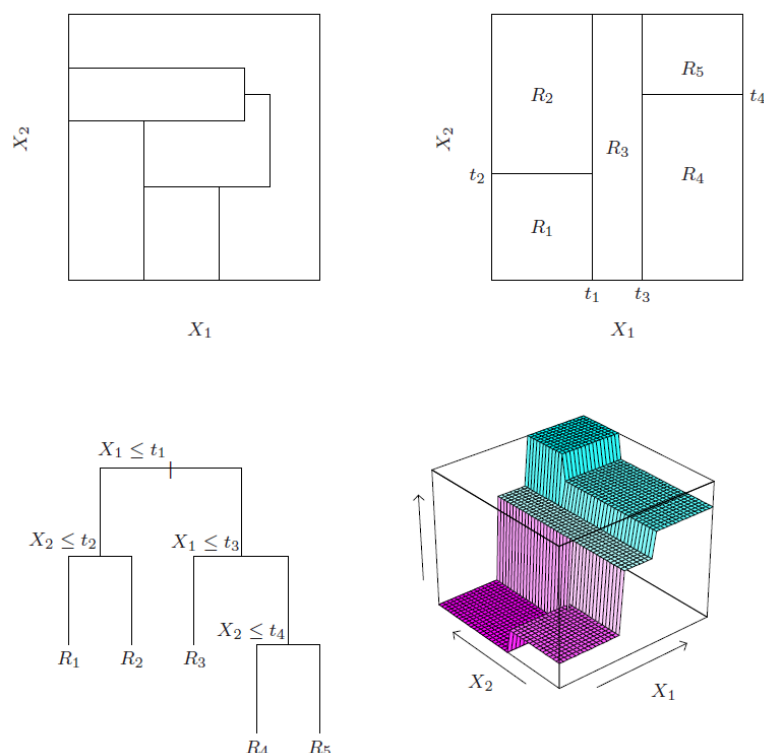 X₂
X₁
X₂
R₂
R₅
t₄
R₃
t₂
R₄
R₁
t₁ t₃
X₁
X₁ ≤ t₁
X₂ ≤ t₂
X₁ ≤ t₃
X₂ ≤ t₄
R₁
R₂
R₃
R₄
R₅
X₂
X₁